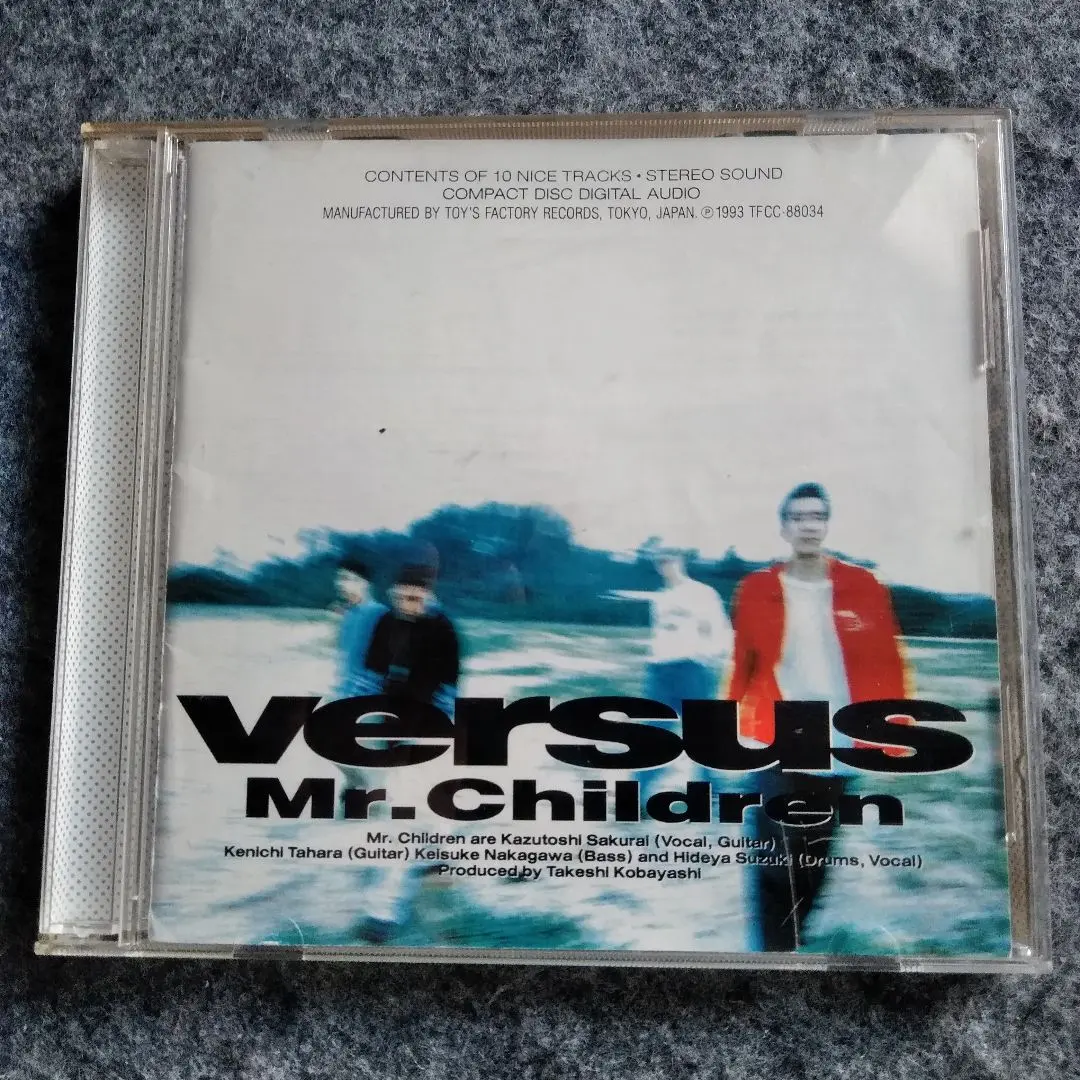 CONTENTS OF 10 NICE TRACKS • STEREO SOUND
COMPACT DISC DIGITAL AUDIO
MANUFACTURED BY TOY'S FACTORY RECORDS, TOKYO, JAPAN. ℗1993 TFCC-88034
versus
Mr.Children
Mr. Children are Kazutoshi Sakurai (Vocal, Guitar)
Kenichi Tahara (Guitar) Keisuke Nakagawa (Bass) and Hideya Suzuki (Drums, Vocal)
Produced by Takeshi Kobayashi